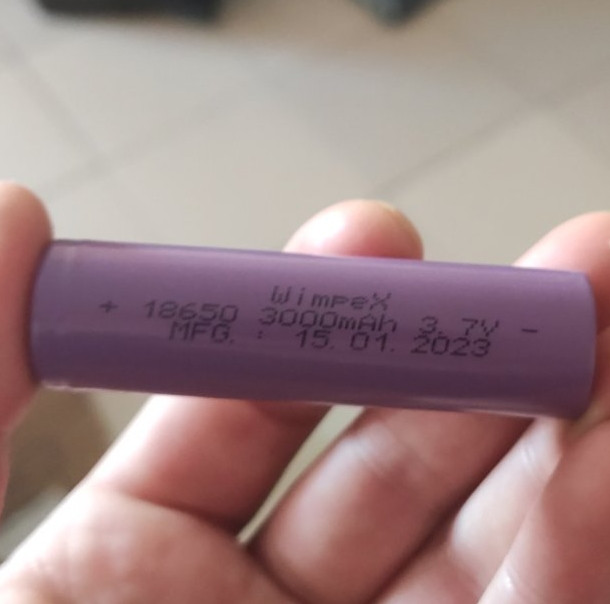 WimpeX
+ 18650 3000mAh 3.7V -
MFG. : 15.01.2023